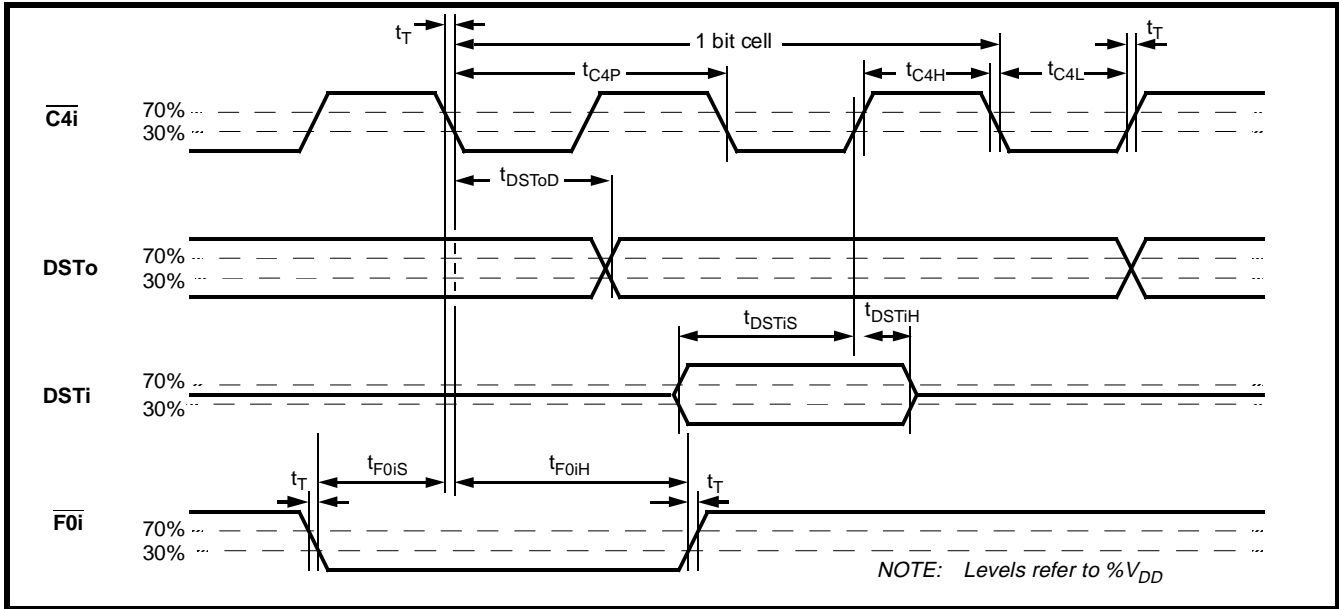 tT
1 bit cell
tT
tC4P
tC4H
tC4L
C4i
70%
30%
tDSToD
DSTo
70%
30%
tDSTiS
tDSTiH
DSTi
70%
30%
tT
tF0iS
tF0iH
tT
F0i
70%
30%
NOTE: Levels refer to %VDD